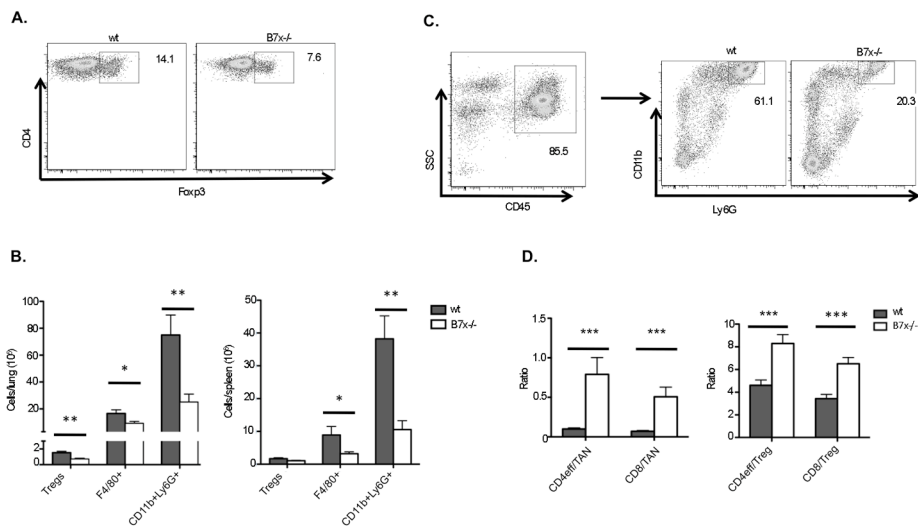 A.
wt
B7x-/-
14.1
7.6
CD4
Foxp3
C.
wt
B7x-/-
85.5
61.1
20.3
SSC
CD45
CD11b
Ly6G
B.
Cells/lung (10⁵)
100
80
60
40
20
2
0
**
*
**
Tregs
F4/80+
CD11b+Ly6G+
Cells/spleen (10⁶)
50
40
30
20
10
0
*
**
Tregs
F4/80+
CD11b+Ly6G+
wt
B7x-/-
D.
Ratio
1.5
1.0
0.5
0.0
***
***
CD4eff/TAN
CD8/TAN
Ratio
10
8
6
4
2
0
***
***
CD4eff/Treg
CD8/Treg
wt
B7x-/-